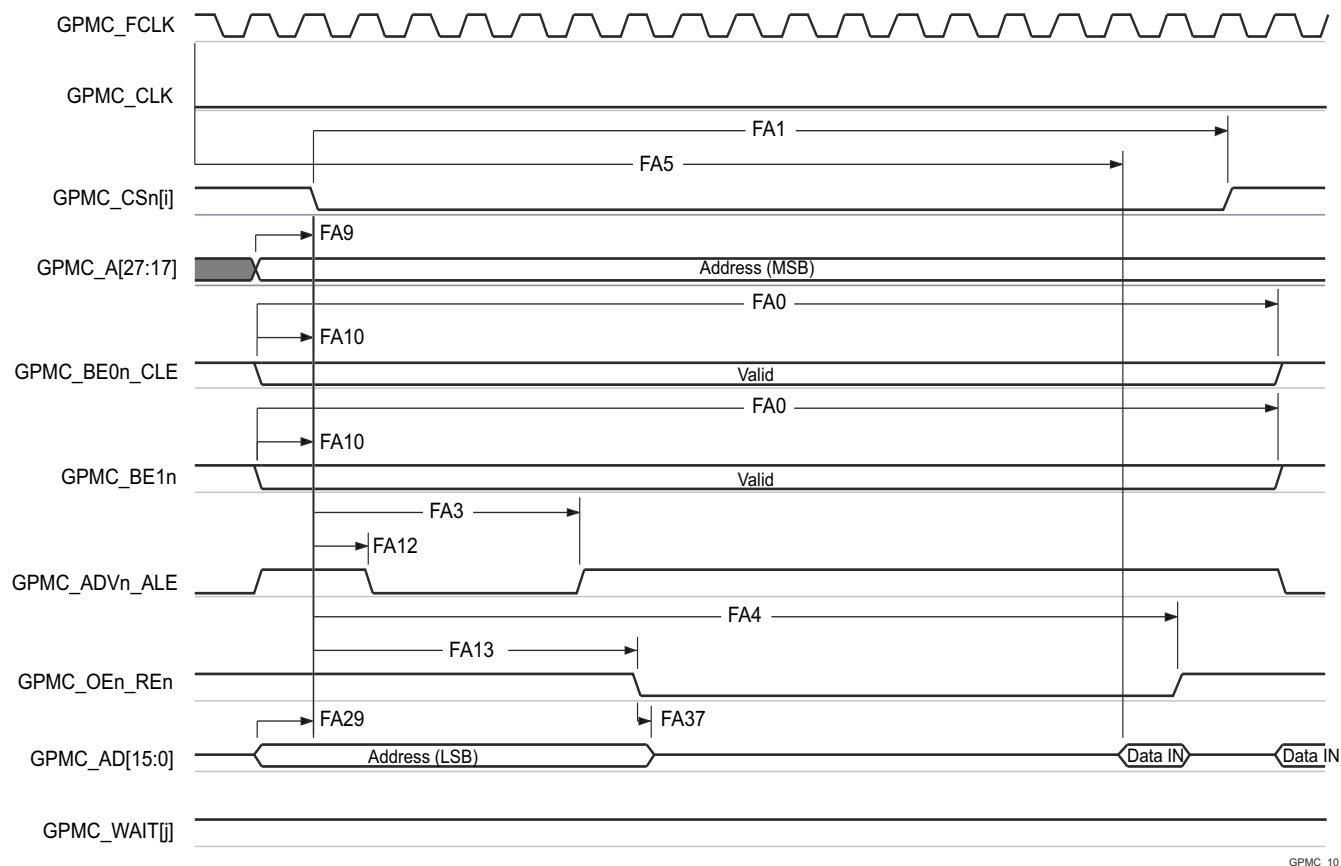 GPMC_FCLK
GPMC_CLK
FA1
FA5
GPMC_CSn[i]
FA9
GPMC_A[27:17]
Address (MSB)
FA0
FA10
GPMC_BE0n_CLE
Valid
FA0
FA10
GPMC_BE1n
Valid
FA3
FA12
GPMC_ADVn_ALE
FA4
FA13
GPMC_OEn_REn
FA29
FA37
GPMC_AD[15:0]
Address (LSB)
Data IN
Data IN
GPMC_WAIT[j]
GPMC_10